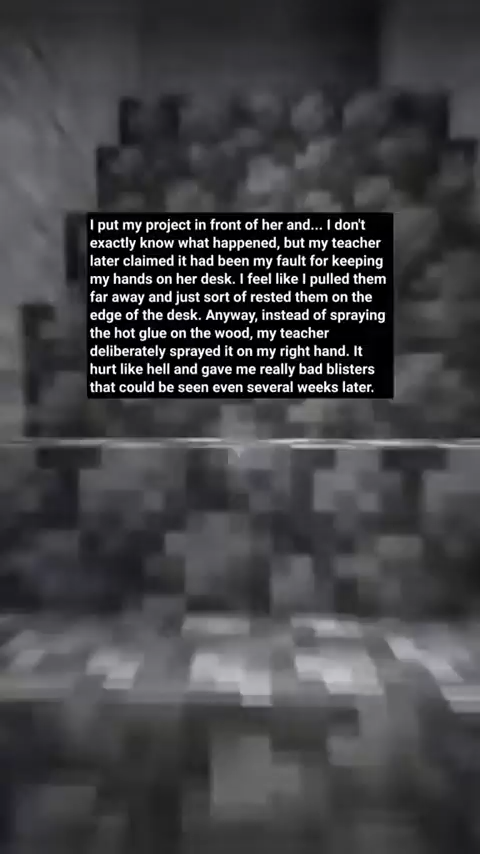 I put my project in front of her and... I don't
exactly know what happened, but my teacher
later claimed it had been my fault for keeping
my hands on her desk. I feel like I pulled them
far away and just sort of rested them on the
edge of the desk. Anyway, instead of spraying
the hot glue on the wood, my teacher
deliberately sprayed it on my right hand. It
hurt like hell and gave me really bad blisters
that could be seen even several weeks later.